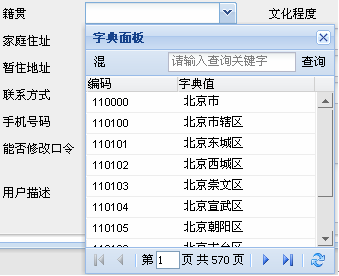 籍贯 文化程度
家庭住址
暂住地址
联系方式
手机号码
能否修改口令
用户描述
字典面板
混 请输入查询关键字 查询
编码 字典值
110000 北京市
110100 北京市辖区
110101 北京东城区
110102 北京西城区
110103 北京崇文区
110104 北京宣武区
110105 北京朝阳区
第 1 页 共 570 页